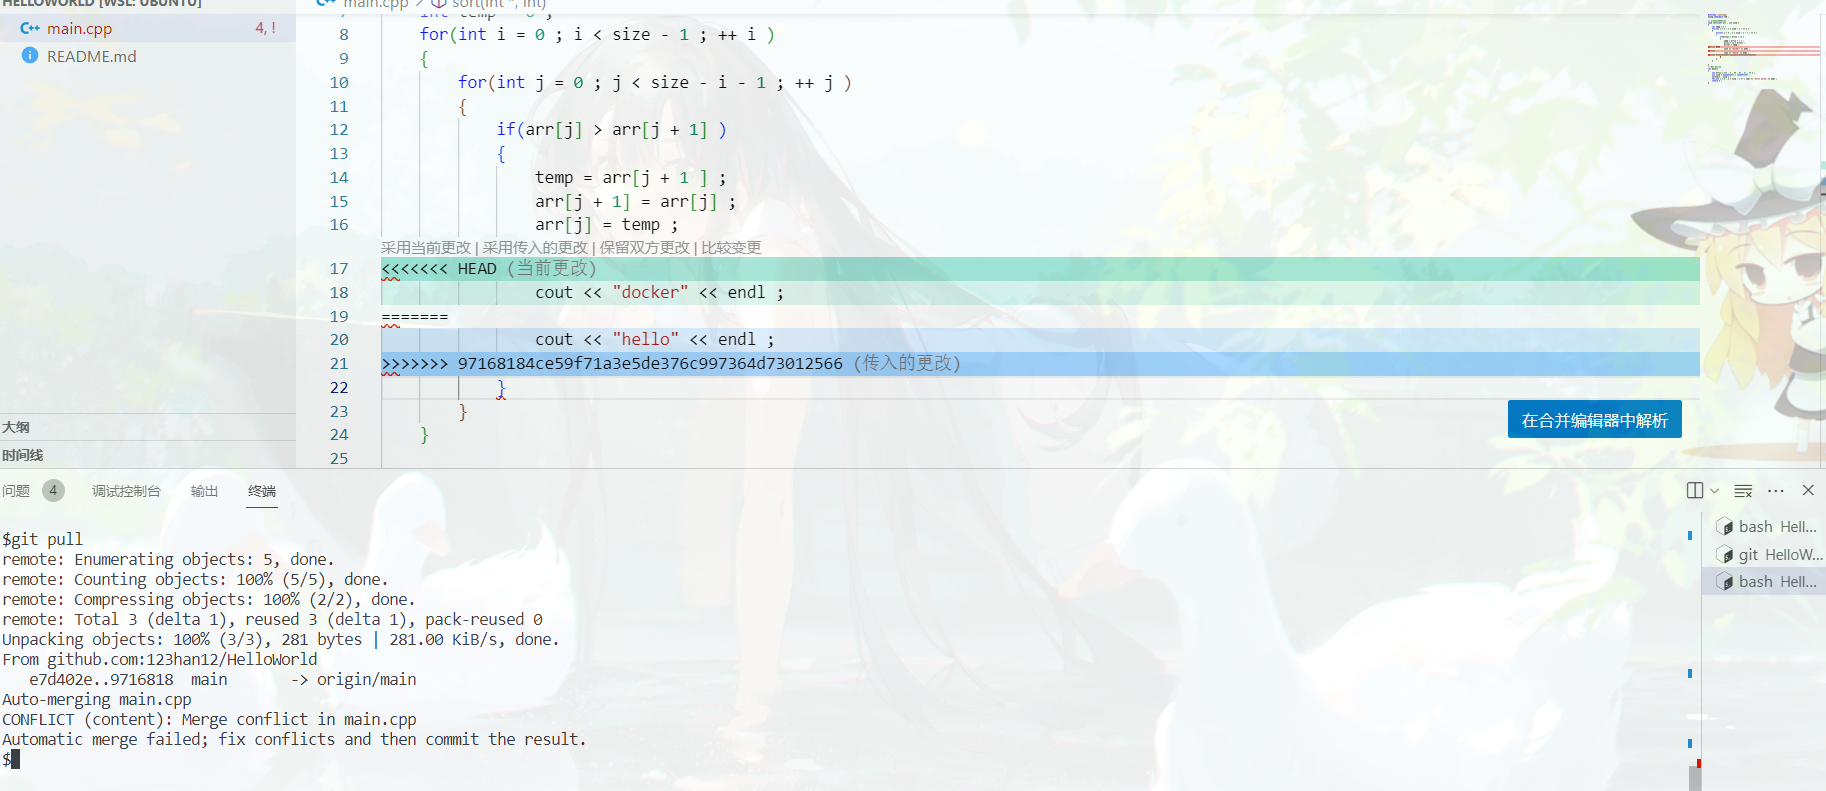 HELLOWORLD [WSL: UBUNTU]
main.cpp 4, !
README.md
大纲
时间线
main.cpp > sort(int *, int)
7 int temp = 0 ;
8 for(int i = 0 ; i < size - 1 ; ++ i )
9 {
10 for(int j = 0 ; j < size - i - 1 ; ++ j )
11 {
12 if(arr[j] > arr[j + 1] )
13 {
14 temp = arr[j + 1 ] ;
15 arr[j + 1] = arr[j] ;
16 arr[j] = temp ;
采用当前更改 | 采用传入的更改 | 保留双方更改 | 比较变更
17 <<<<<<< HEAD (当前更改)
18 cout << "docker" << endl ;
19 =======
20 cout << "hello" << endl ;
21 >>>>>>> 97168184ce59f71a3e5de376c997364d73012566 (传入的更改)
22 }
23 }
24 }
25
在合并编辑器中解析
问题 4 调试控制台 输出 终端
$git pull
remote: Enumerating objects: 5, done.
remote: Counting objects: 100% (5/5), done.
remote: Compressing objects: 100% (2/2), done.
remote: Total 3 (delta 1), reused 3 (delta 1), pack-reused 0
Unpacking objects: 100% (3/3), 281 bytes | 281.00 KiB/s, done.
From github.com:123han12/HelloWorld
e7d402e..9716818 main -> origin/main
Auto-merging main.cpp
CONFLICT (content): Merge conflict in main.cpp
Automatic merge failed; fix conflicts and then commit the result.
$
bash Hell...
git HelloW...
bash Hell...